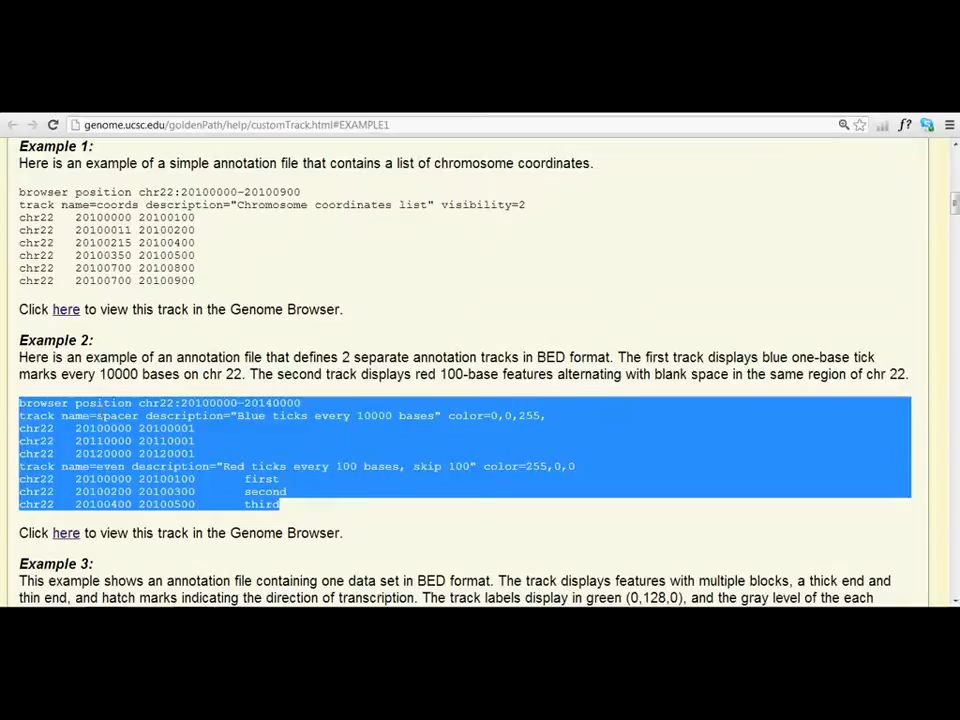 genome.ucsc.edu/goldenPath/help/customTrack.html#EXAMPLE1
Example 1:
Here is an example of a simple annotation file that contains a list of chromosome coordinates.
browser position chr22:20100000-20100900
track name=coords description="Chromosome coordinates list" visibility=2
chr22 20100000 20100100
chr22 20100011 20100200
chr22 20100215 20100400
chr22 20100350 20100500
chr22 20100700 20100800
chr22 20100700 20100900
Click here to view this track in the Genome Browser.
Example 2:
Here is an example of an annotation file that defines 2 separate annotation tracks in BED format. The first track displays blue one-base tick
marks every 10000 bases on chr 22. The second track displays red 100-base features alternating with blank space in the same region of chr 22.
browser position chr22:20100000-20140000
track name=spacer description="Blue ticks every 10000 bases" color=0,0,255,
chr22 20100000 20100001
chr22 20110000 20110001
chr22 20120000 20120001
track name=even description="Red ticks every 100 bases, skip 100" color=255,0,0
chr22 20100000 20100100 first
chr22 20100200 20100300 second
chr22 20100400 20100500 third
Click here to view this track in the Genome Browser.
Example 3:
This example shows an annotation file containing one data set in BED format. The track displays features with multiple blocks, a thick end and
thin end, and hatch marks indicating the direction of transcription. The track labels display in green (0,128,0), and the gray level of the each